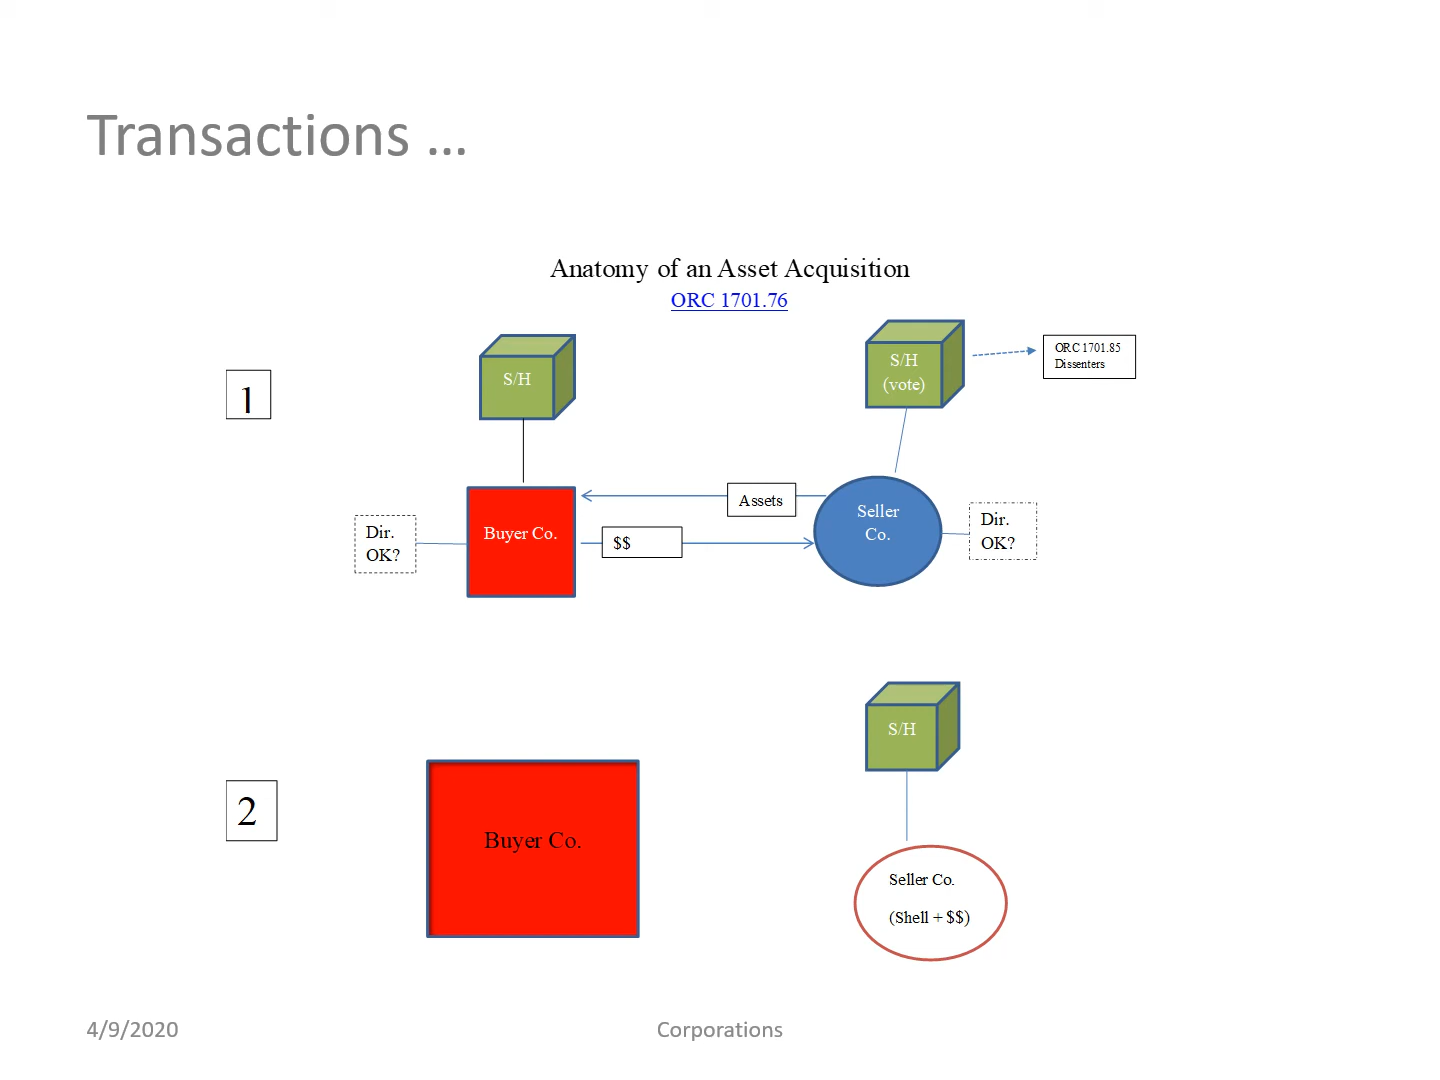 Transactions ...
Anatomy of an Asset Acquisition
ORC 1701.76
1
S/H
S/H
(vote)
ORC 1701.85
Dissenters
Assets
Dir.
OK?
Buyer Co.
$$
Seller
Co.
Dir.
OK?
2
S/H
Buyer Co.
Seller Co.
(Shell + $$)
4/9/2020
Corporations